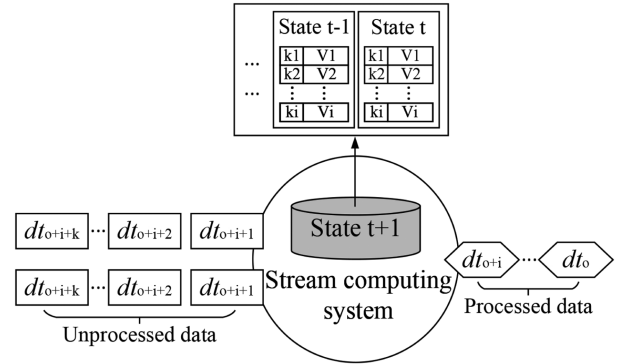 State t-1 State t
k1 V1 k1 V1
... k2 V2 k2 V2
... ⋮ ⋮ ⋮ ⋮
ki Vi ki Vi
State t+1
dto+i+k ... dto+i+2 dto+i+1
dto+i ... dto
Stream computing
system
dto+i+k ... dto+i+2 dto+i+1
Unprocessed data
Processed data